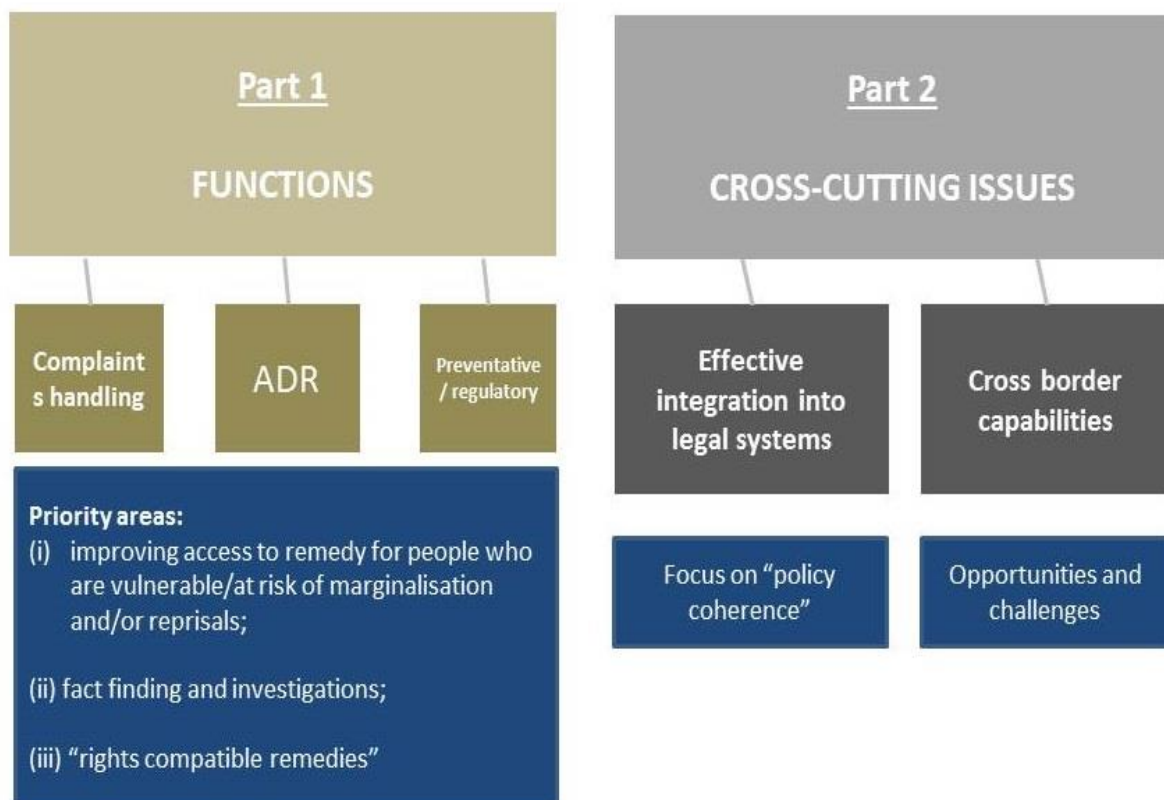 Part 1
FUNCTIONS
Complaint
s handling
ADR
Preventative
/ regulatory
Priority areas:
(i) improving access to remedy for people who
are vulnerable/at risk of marginalisation
and/or reprisals;
(ii) fact finding and investigations;
(iii) “rights compatible remedies”
Part 2
CROSS-CUTTING ISSUES
Effective
integration into
legal systems
Cross border
capabilities
Focus on “policy
coherence”
Opportunities and
challenges